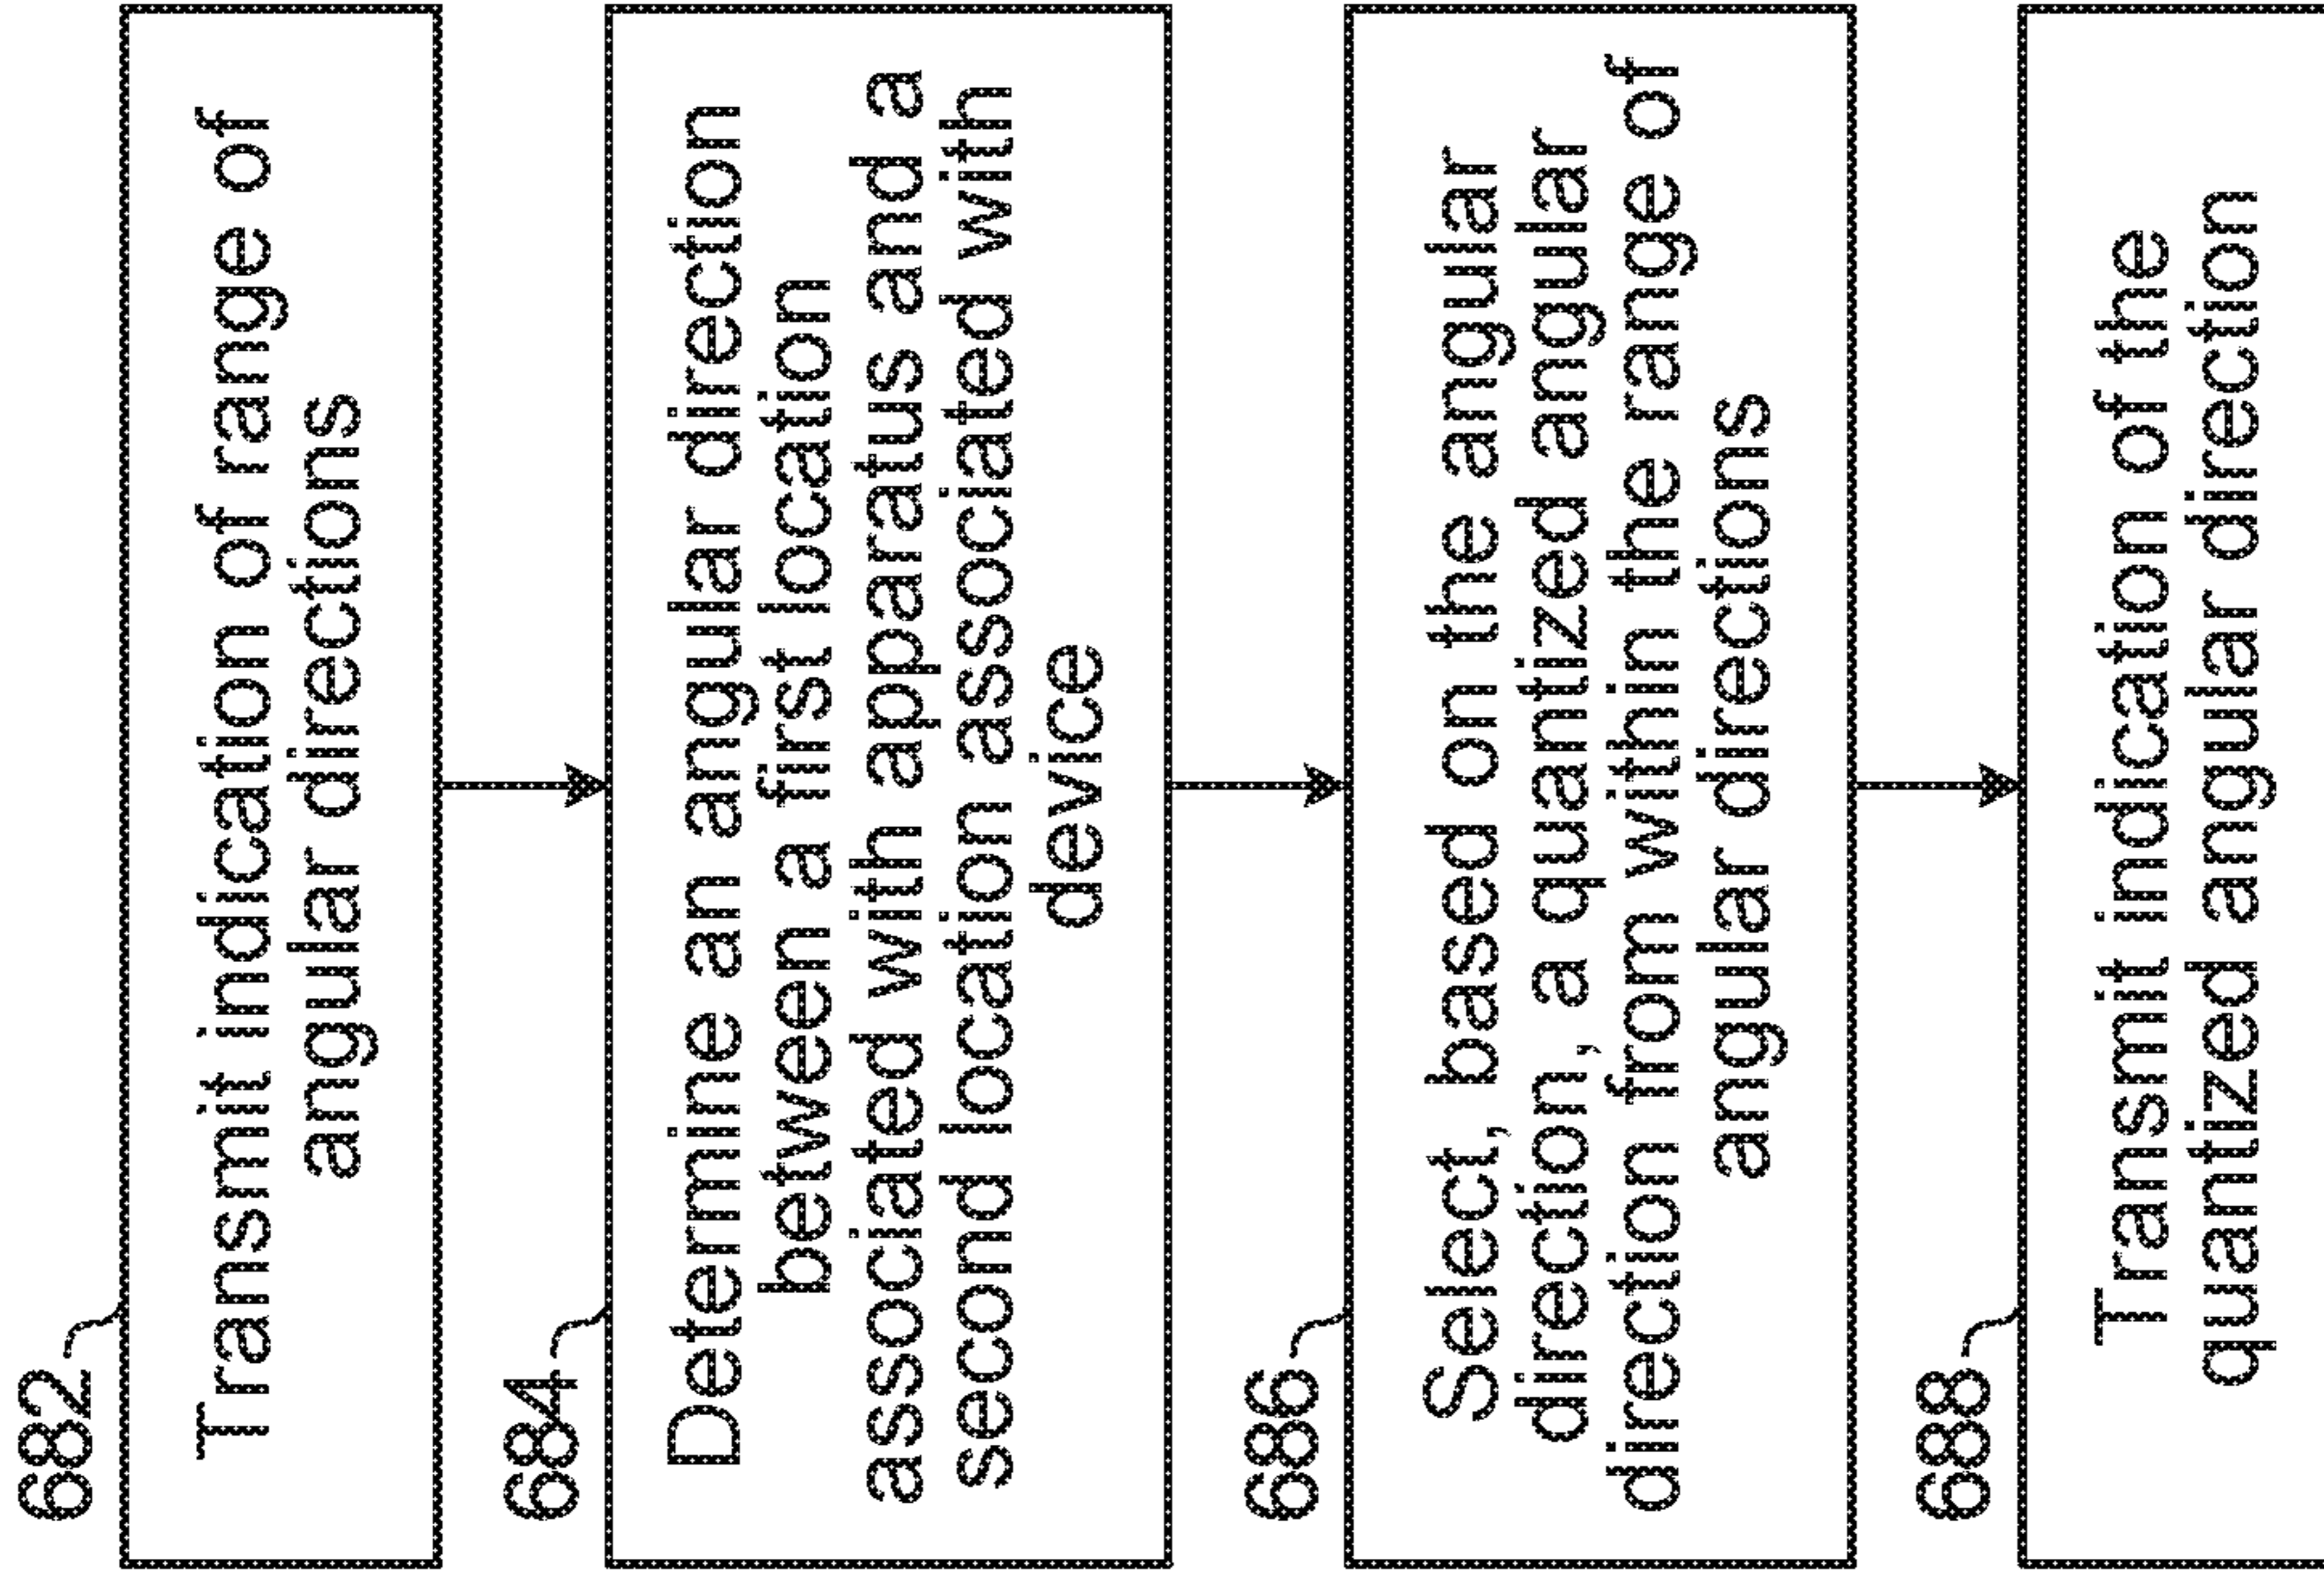 682
Transmit indication of range of
angular directions
684
Determine an angular direction
between a first location
associated with apparatus and a
second location associated with
device
686
Select, based on the angular
direction, a quantized angular
direction from within the range of
angular directions
688
Transmit indication of the
quantized angular direction